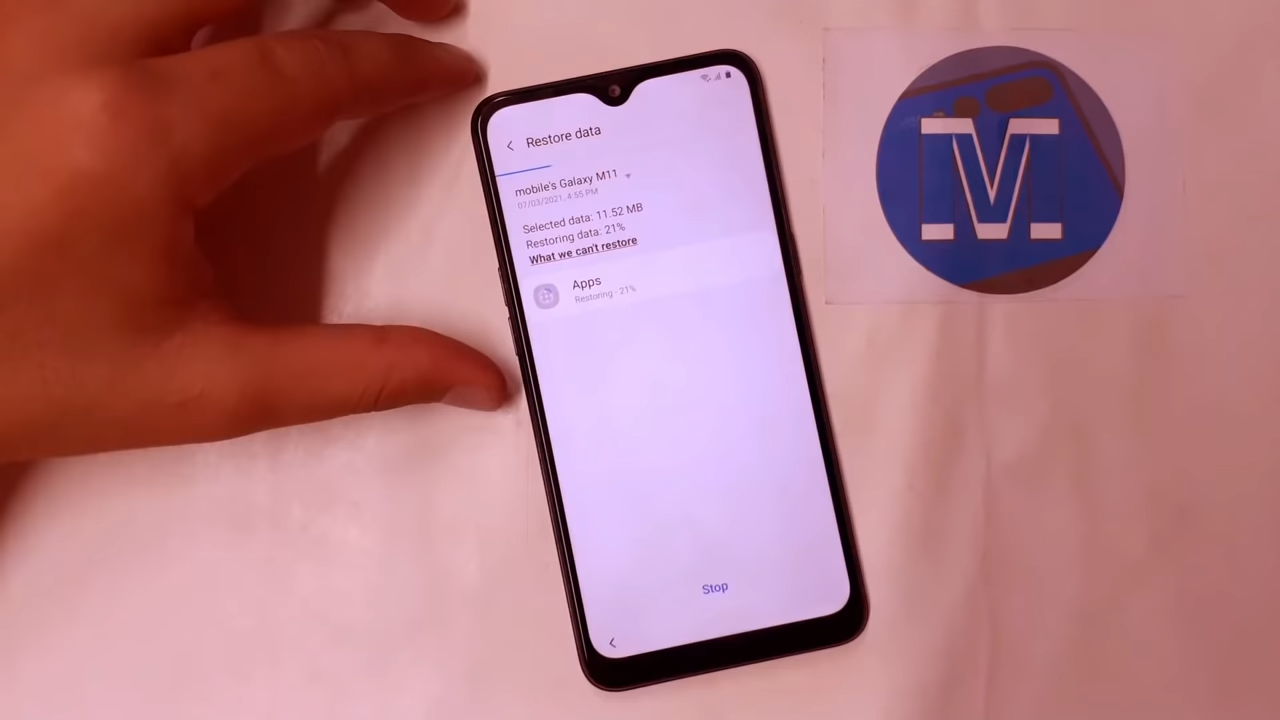 Restore data
mobile's Galaxy M11
07/03/2021, 4:55 PM
Selected data: 11.52 MB
Restoring data: 21%
What we can't restore
Apps
Restoring - 21%
Stop
M